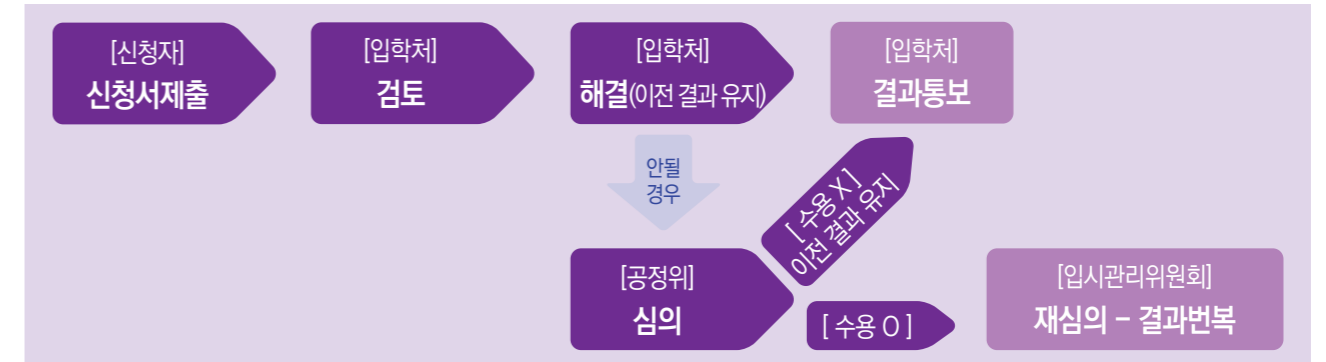 [신청자]
신청서제출
[입학처]
검토
[입학처]
해결(이전 결과 유지)
[입학처]
결과통보
안될
경우
[ 수용 X ]
이전 결과 유지
[공정위]
심의
[ 수용 O ]
[입시관리위원회]
재심의 - 결과번복